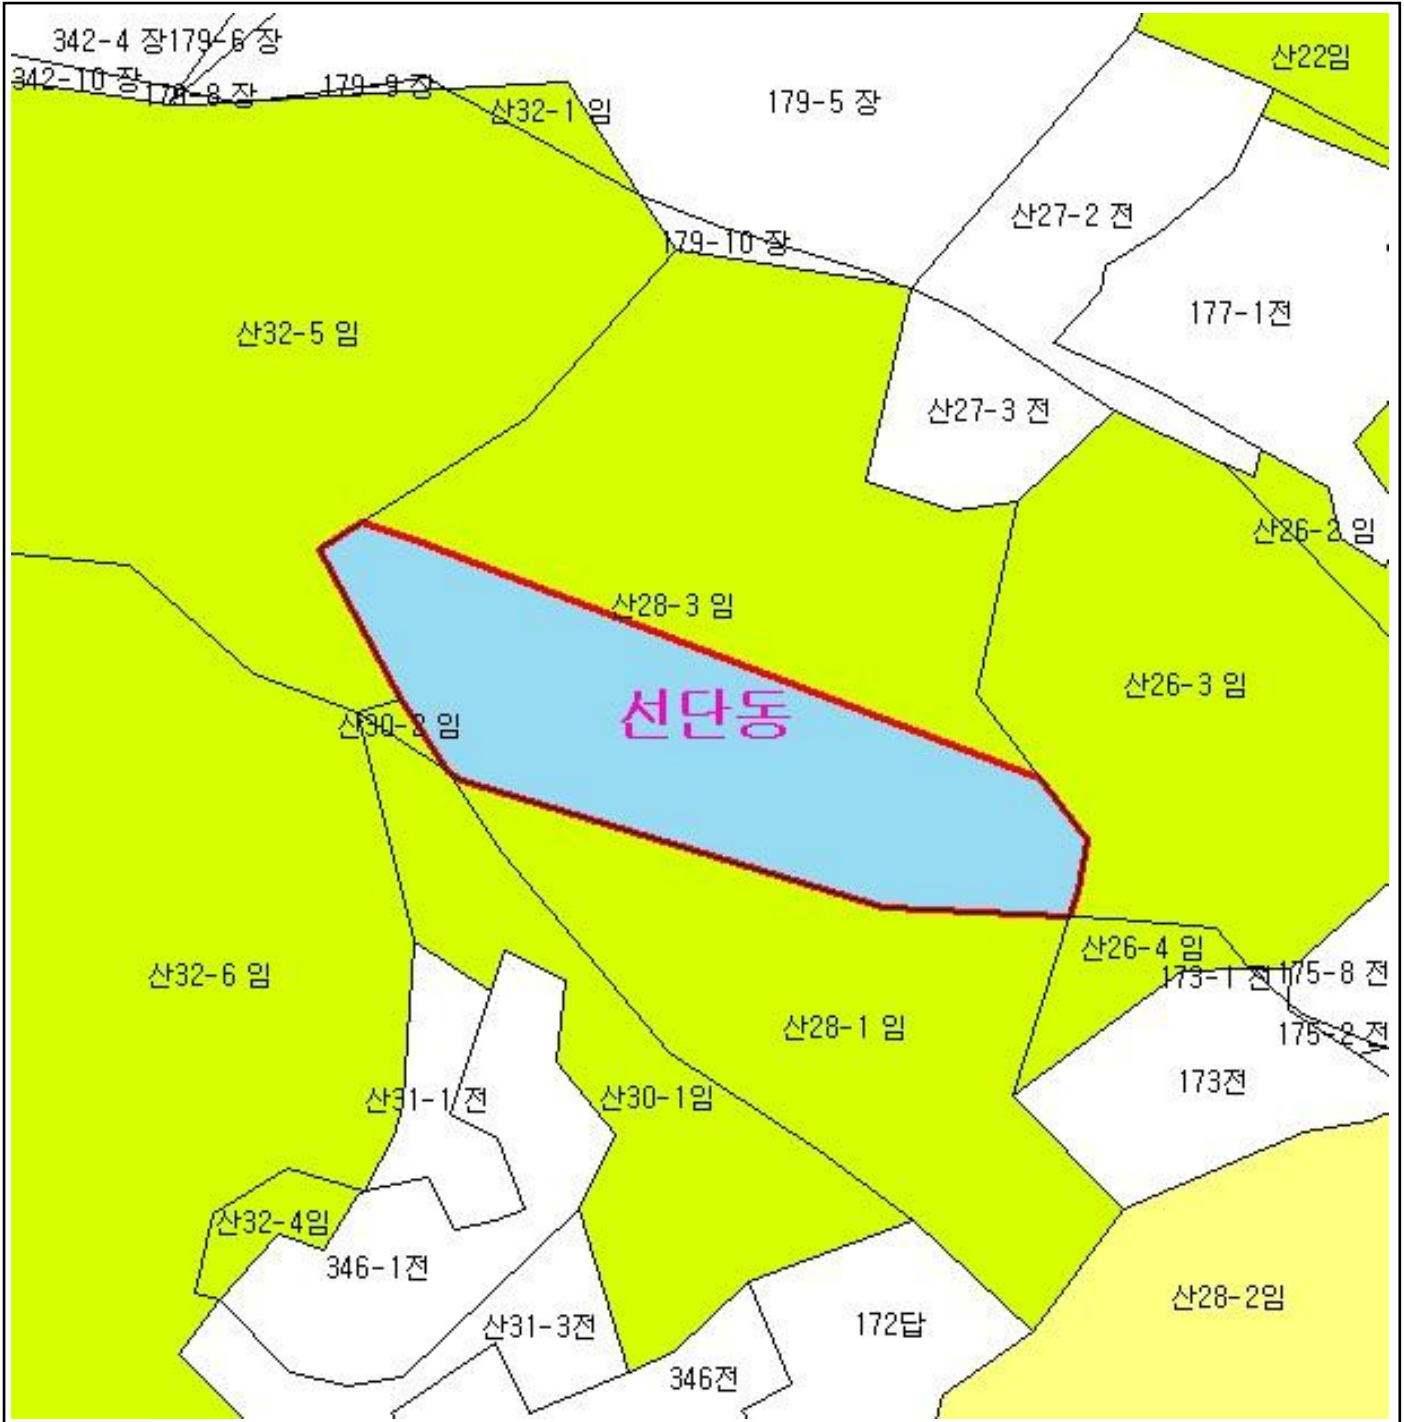 342-4 장 179-6 장
산22임
342-10 장 179-8 장 179-9 장
산32-1 임
179-5 장
산27-2 전
179-10 장
177-1전
산32-5 임
산27-3 전
산26-2 임
산28-3 임
산26-3 임
선단동
산30-2 임
산26-4 임
산32-6 임
173-1 전 175-8 전
산28-1 임
175-2 전
173전
산31-1 전
산30-1임
산32-4임
346-1전
산28-2임
산31-3전
172답
346전